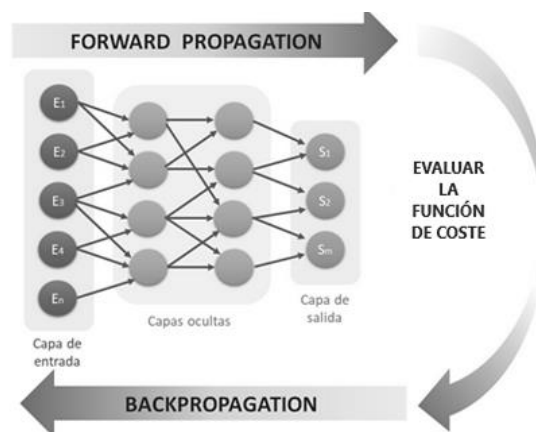 FORWARD PROPAGATION
E1
E2
E3
E4
En
S1
S2
Sm
EVALUAR
LA
FUNCIÓN
DE COSTE
Capa de
entrada
Capas ocultas
Capa de
salida
BACKPROPAGATION